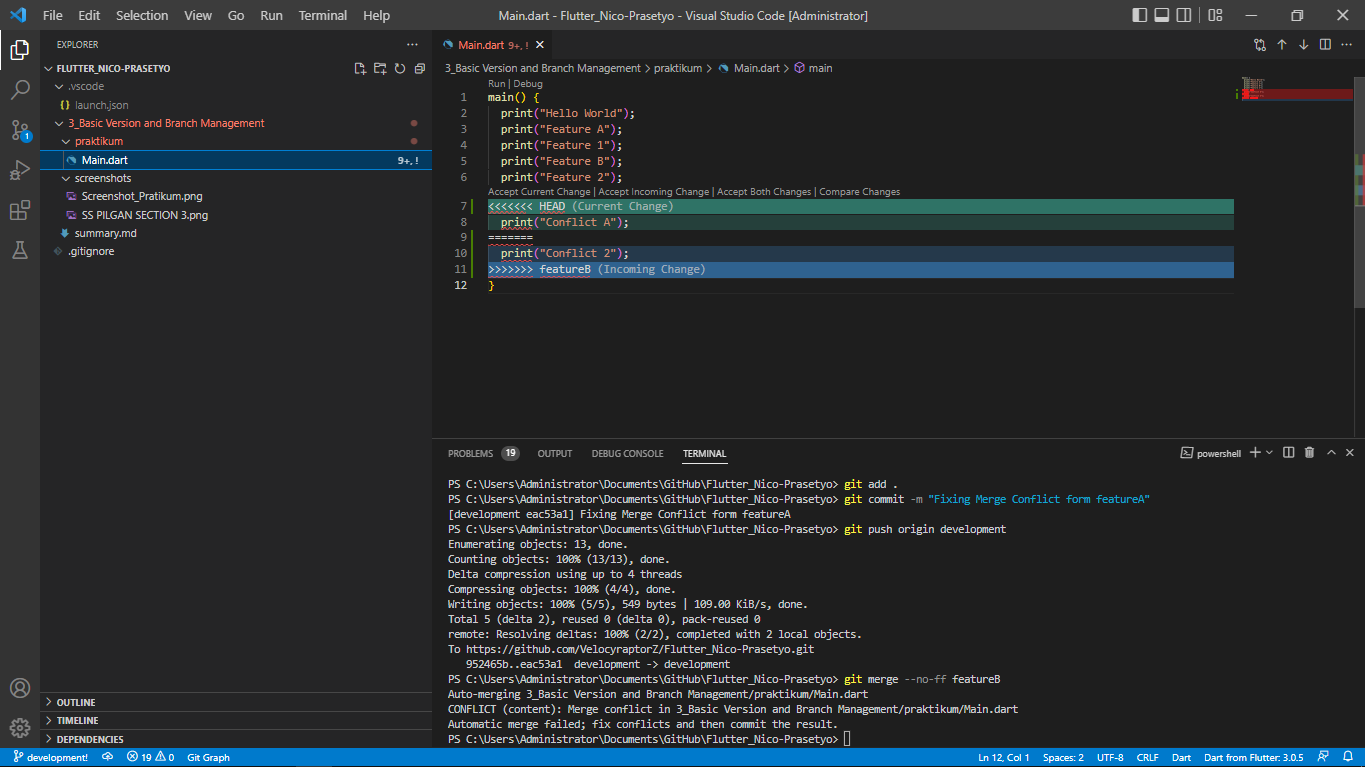 File Edit Selection View Go Run Terminal Help Main.dart - Flutter_Nico-Prasetyo - Visual Studio Code [Administrator]
EXPLORER
FLUTTER_NICO-PRASETYO
.vscode
{} launch.json
3_Basic Version and Branch Management
praktikum
Main.dart 9+, !
screenshots
Screenshot_Pratikum.png
SS PILGAN SECTION 3.png
summary.md
.gitignore
1
OUTLINE
TIMELINE
DEPENDENCIES
Main.dart 9+, !
3_Basic Version and Branch Management > praktikum > Main.dart > main
Run | Debug
1 main() {
2 print("Hello World");
3 print("Feature A");
4 print("Feature 1");
5 print("Feature B");
6 print("Feature 2");
Accept Current Change | Accept Incoming Change | Accept Both Changes | Compare Changes
7 <<<<<<< HEAD (Current Change)
8 print("Conflict A");
9 =======
10 print("Conflict 2");
11 >>>>>>> featureB (Incoming Change)
12 }
PROBLEMS 19 OUTPUT DEBUG CONSOLE TERMINAL powershell
PS C:\Users\Administrator\Documents\GitHub\Flutter_Nico-Prasetyo> git add .
PS C:\Users\Administrator\Documents\GitHub\Flutter_Nico-Prasetyo> git commit -m "Fixing Merge Conflict form featureA"
[development eac53a1] Fixing Merge Conflict form featureA
PS C:\Users\Administrator\Documents\GitHub\Flutter_Nico-Prasetyo> git push origin development
Enumerating objects: 13, done.
Counting objects: 100% (13/13), done.
Delta compression using up to 4 threads
Compressing objects: 100% (4/4), done.
Writing objects: 100% (5/5), 549 bytes | 109.00 KiB/s, done.
Total 5 (delta 2), reused 0 (delta 0), pack-reused 0
remote: Resolving deltas: 100% (2/2), completed with 2 local objects.
To https://github.com/VelocyraptorZ/Flutter_Nico-Prasetyo.git
952465b..eac53a1 development -> development
PS C:\Users\Administrator\Documents\GitHub\Flutter_Nico-Prasetyo> git merge --no-ff featureB
Auto-merging 3_Basic Version and Branch Management/praktikum/Main.dart
CONFLICT (content): Merge conflict in 3_Basic Version and Branch Management/praktikum/Main.dart
Automatic merge failed; fix conflicts and then commit the result.
PS C:\Users\Administrator\Documents\GitHub\Flutter_Nico-Prasetyo>
development! 19 0 Git Graph Ln 12, Col 1 Spaces: 2 UTF-8 CRLF Dart Dart from Flutter: 3.0.5